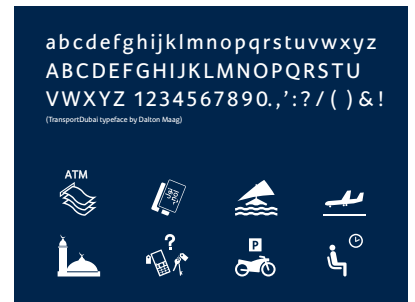 abcdefghijklmnopqrstuvwxyz
ABCDEFGHIJKLMNOPQRSTU
VWXYZ 1234567890.,’:?/()&!
(TransportDubai typeface by Dalton Maag)
ATM
?
P